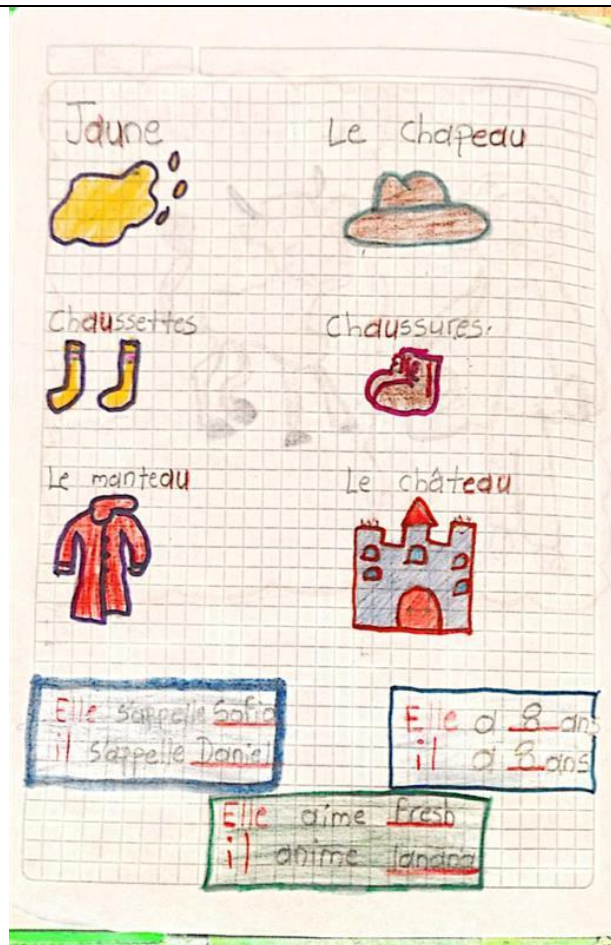 Jaune
Le chapeau
Chaussettes
Chaussures.
Le manteau
Le château
Elle s'appelle Sofia
il s'appelle Daniel
Elle a 8 ans
il a 8 ans
Elle aime
il anime